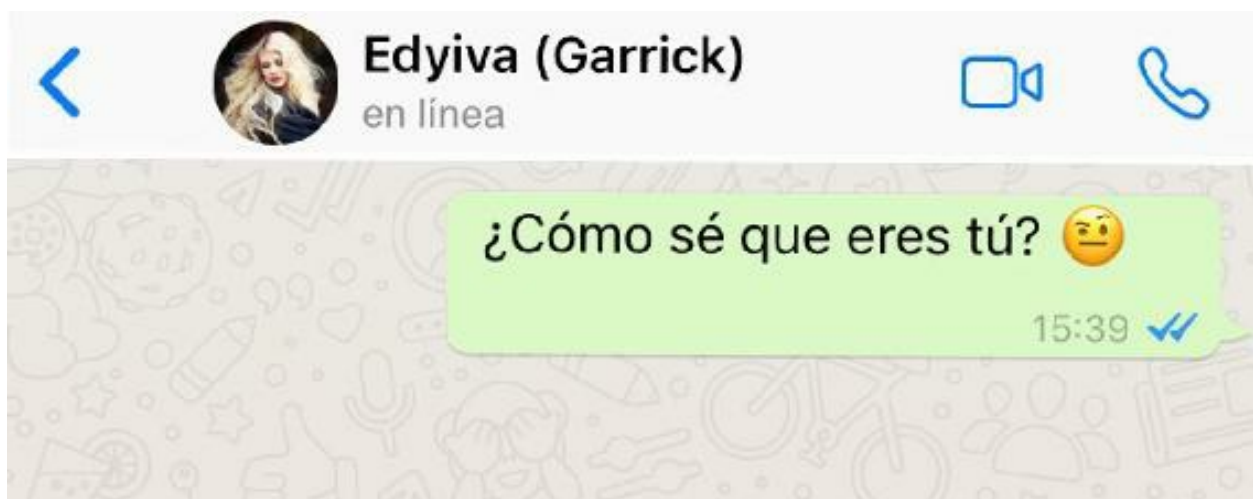 Edyiva (Garrick)
en línea
¿Cómo sé que eres tú? 🤨
15:39